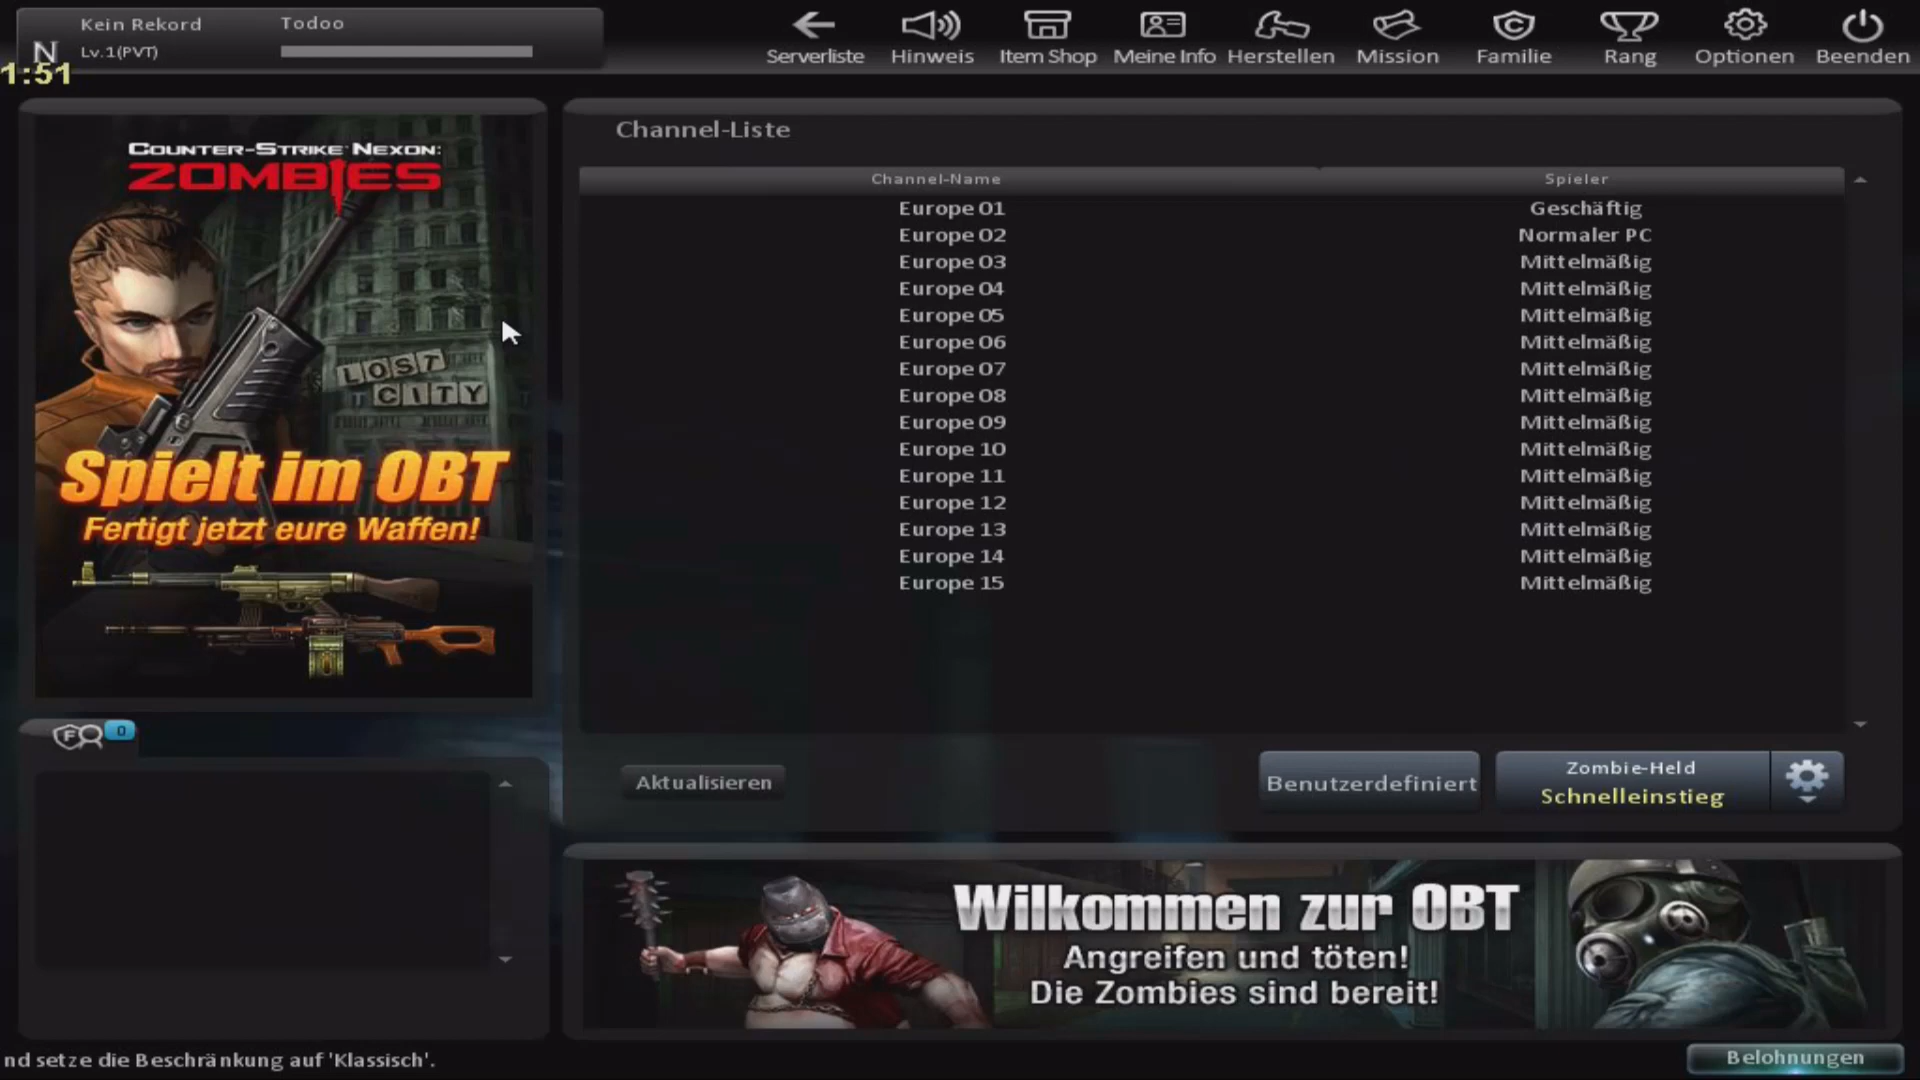 Kein Rekord
Todoo
N
Lv.1(PVT)
1:51
Serverliste
Hinweis
Item Shop
Meine Info
Herstellen
Mission
Familie
Rang
Optionen
Beenden
COUNTER-STRIKE NEXON:
ZOMBIES
LOST
CITY
Spielt im OBT
Fertigt jetzt eure Waffen!
Channel-Liste
Channel-Name Spieler
Europe 01 Geschäftig
Europe 02 Normaler PC
Europe 03 Mittelmäßig
Europe 04 Mittelmäßig
Europe 05 Mittelmäßig
Europe 06 Mittelmäßig
Europe 07 Mittelmäßig
Europe 08 Mittelmäßig
Europe 09 Mittelmäßig
Europe 10 Mittelmäßig
Europe 11 Mittelmäßig
Europe 12 Mittelmäßig
Europe 13 Mittelmäßig
Europe 14 Mittelmäßig
Europe 15 Mittelmäßig
F 0
Aktualisieren
Benutzerdefiniert
Zombie-Held
Schnelleinstieg
Wilkommen zur OBT
Angreifen und töten!
Die Zombies sind bereit!
nd setze die Beschränkung auf 'Klassisch'.
Belohnungen